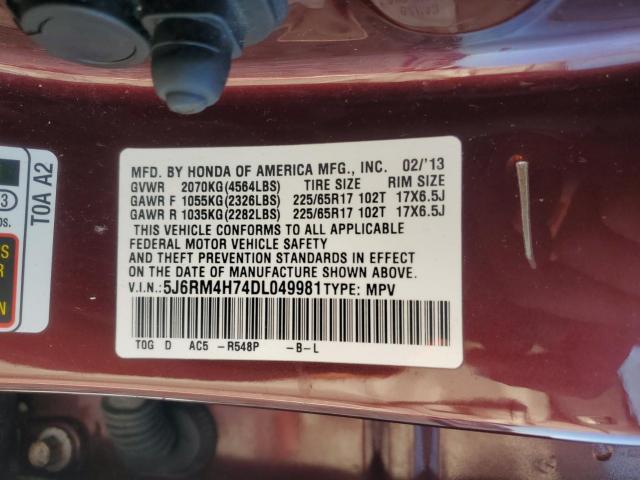 MFD. BY HONDA OF AMERICA MFG., INC. 02/'13
GVWR 2070KG(4564LBS) TIRE SIZE RIM SIZE
GAWR F 1055KG(2326LBS) 225/65R17 102T 17X6.5J
GAWR R 1035KG(2282LBS) 225/65R17 102T 17X6.5J
THIS VEHICLE CONFORMS TO ALL APPLICABLE
FEDERAL MOTOR VEHICLE SAFETY
AND THEFT PREVENTION STANDARDS IN EFFECT
ON THE DATE OF MANUFACTURE SHOWN ABOVE.
V.I.N.:5J6RM4H74DL049981 TYPE: MPV
TOG D AC5 -R548P -B-L
T0A A2
3